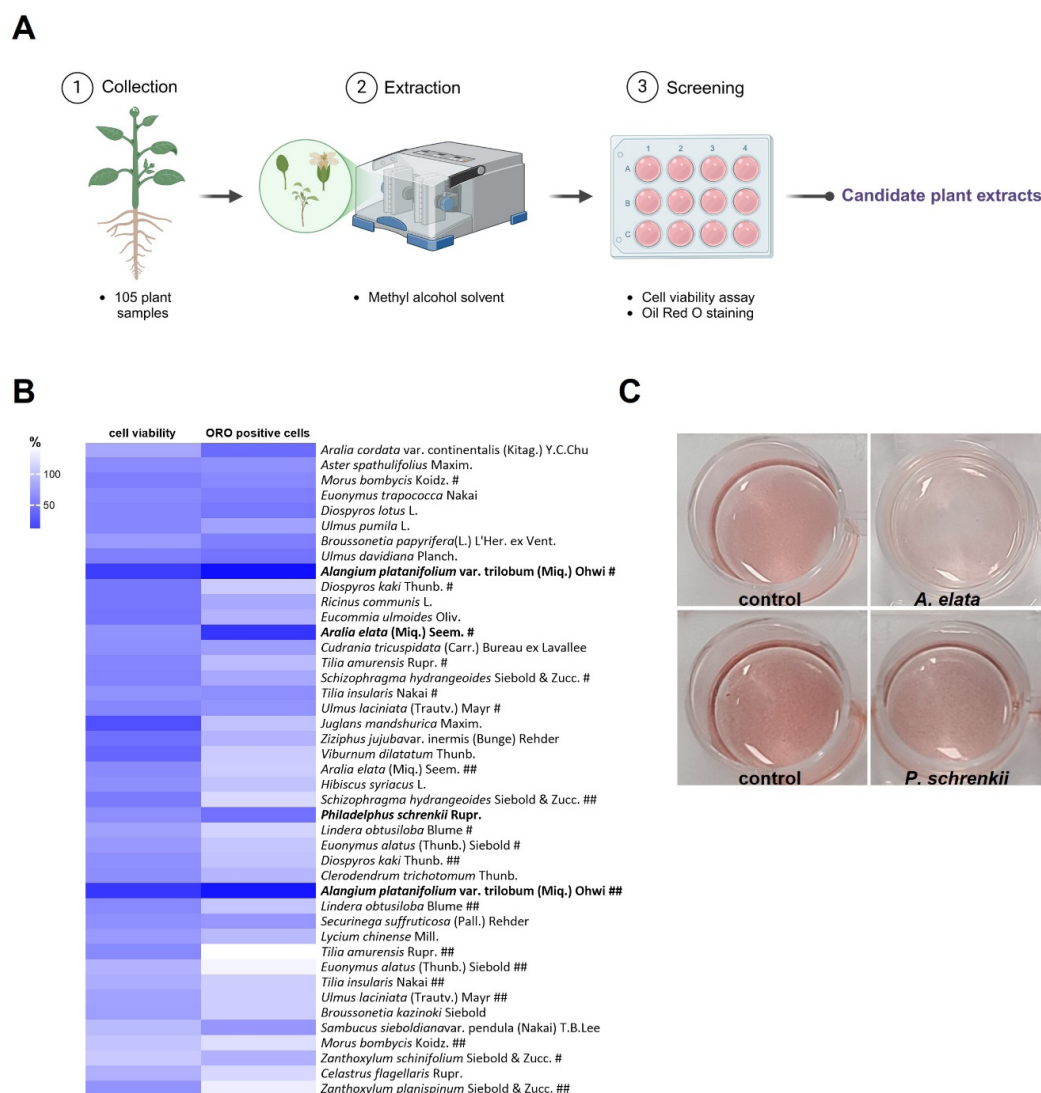 A
1 Collection
2 Extraction
3 Screening
1 2 3 4
A
B
C
Candidate plant extracts
• 105 plant
samples
• Methyl alcohol solvent
• Cell viability assay
• Oil Red O staining
B
%
100
50
cell viability ORO positive cells
Aralia cordata var. continentalis (Kitag.) Y.C.Chu
Aster spathulifolius Maxim.
Morus bombycis Koidz. #
Euonymus trapococca Nakai
Diospyros lotus L.
Ulmus pumila L.
Broussonetia papyrifera(L.) L'Her. ex Vent.
Ulmus davidiana Planch.
Alangium platanifolium var. trilobum (Miq.) Ohwi #
Diospyros kaki Thunb. #
Ricinus communis L.
Eucommia ulmoides Oliv.
Aralia elata (Miq.) Seem. #
Cudrania tricuspidata (Carr.) Bureau ex Lavallee
Tilia amurensis Rupr. #
Schizophragma hydrangeoides Siebold & Zucc. #
Tilia insularis Nakai #
Ulmus laciniata (Trautv.) Mayr #
Juglans mandshurica Maxim.
Ziziphus jujubavar. inermis (Bunge) Rehder
Viburnum dilatatum Thunb.
Aralia elata (Miq.) Seem. ##
Hibiscus syriacus L.
Schizophragma hydrangeoides Siebold & Zucc. ##
Philadelphus schrenkii Rupr.
Lindera obtusiloba Blume #
Euonymus alatus (Thunb.) Siebold #
Diospyros kaki Thunb. ##
Clerodendrum trichotomum Thunb.
Alangium platanifolium var. trilobum (Miq.) Ohwi ##
Lindera obtusiloba Blume ##
Securinega suffruticosa (Pall.) Rehder
Lycium chinense Mill.
Tilia amurensis Rupr. ##
Euonymus alatus (Thunb.) Siebold ##
Tilia insularis Nakai ##
Ulmus laciniata (Trautv.) Mayr ##
Broussonetia kazinoki Siebold
Sambucus sieboldianavar. pendula (Nakai) T.B.Lee
Morus bombycis Koidz. ##
Zanthoxylum schinifolium Siebold & Zucc. #
Celastrus flagellaris Rupr.
Zanthoxylum planispinum Siebold & Zucc. ##
C
control A. elata
control P. schrenkii